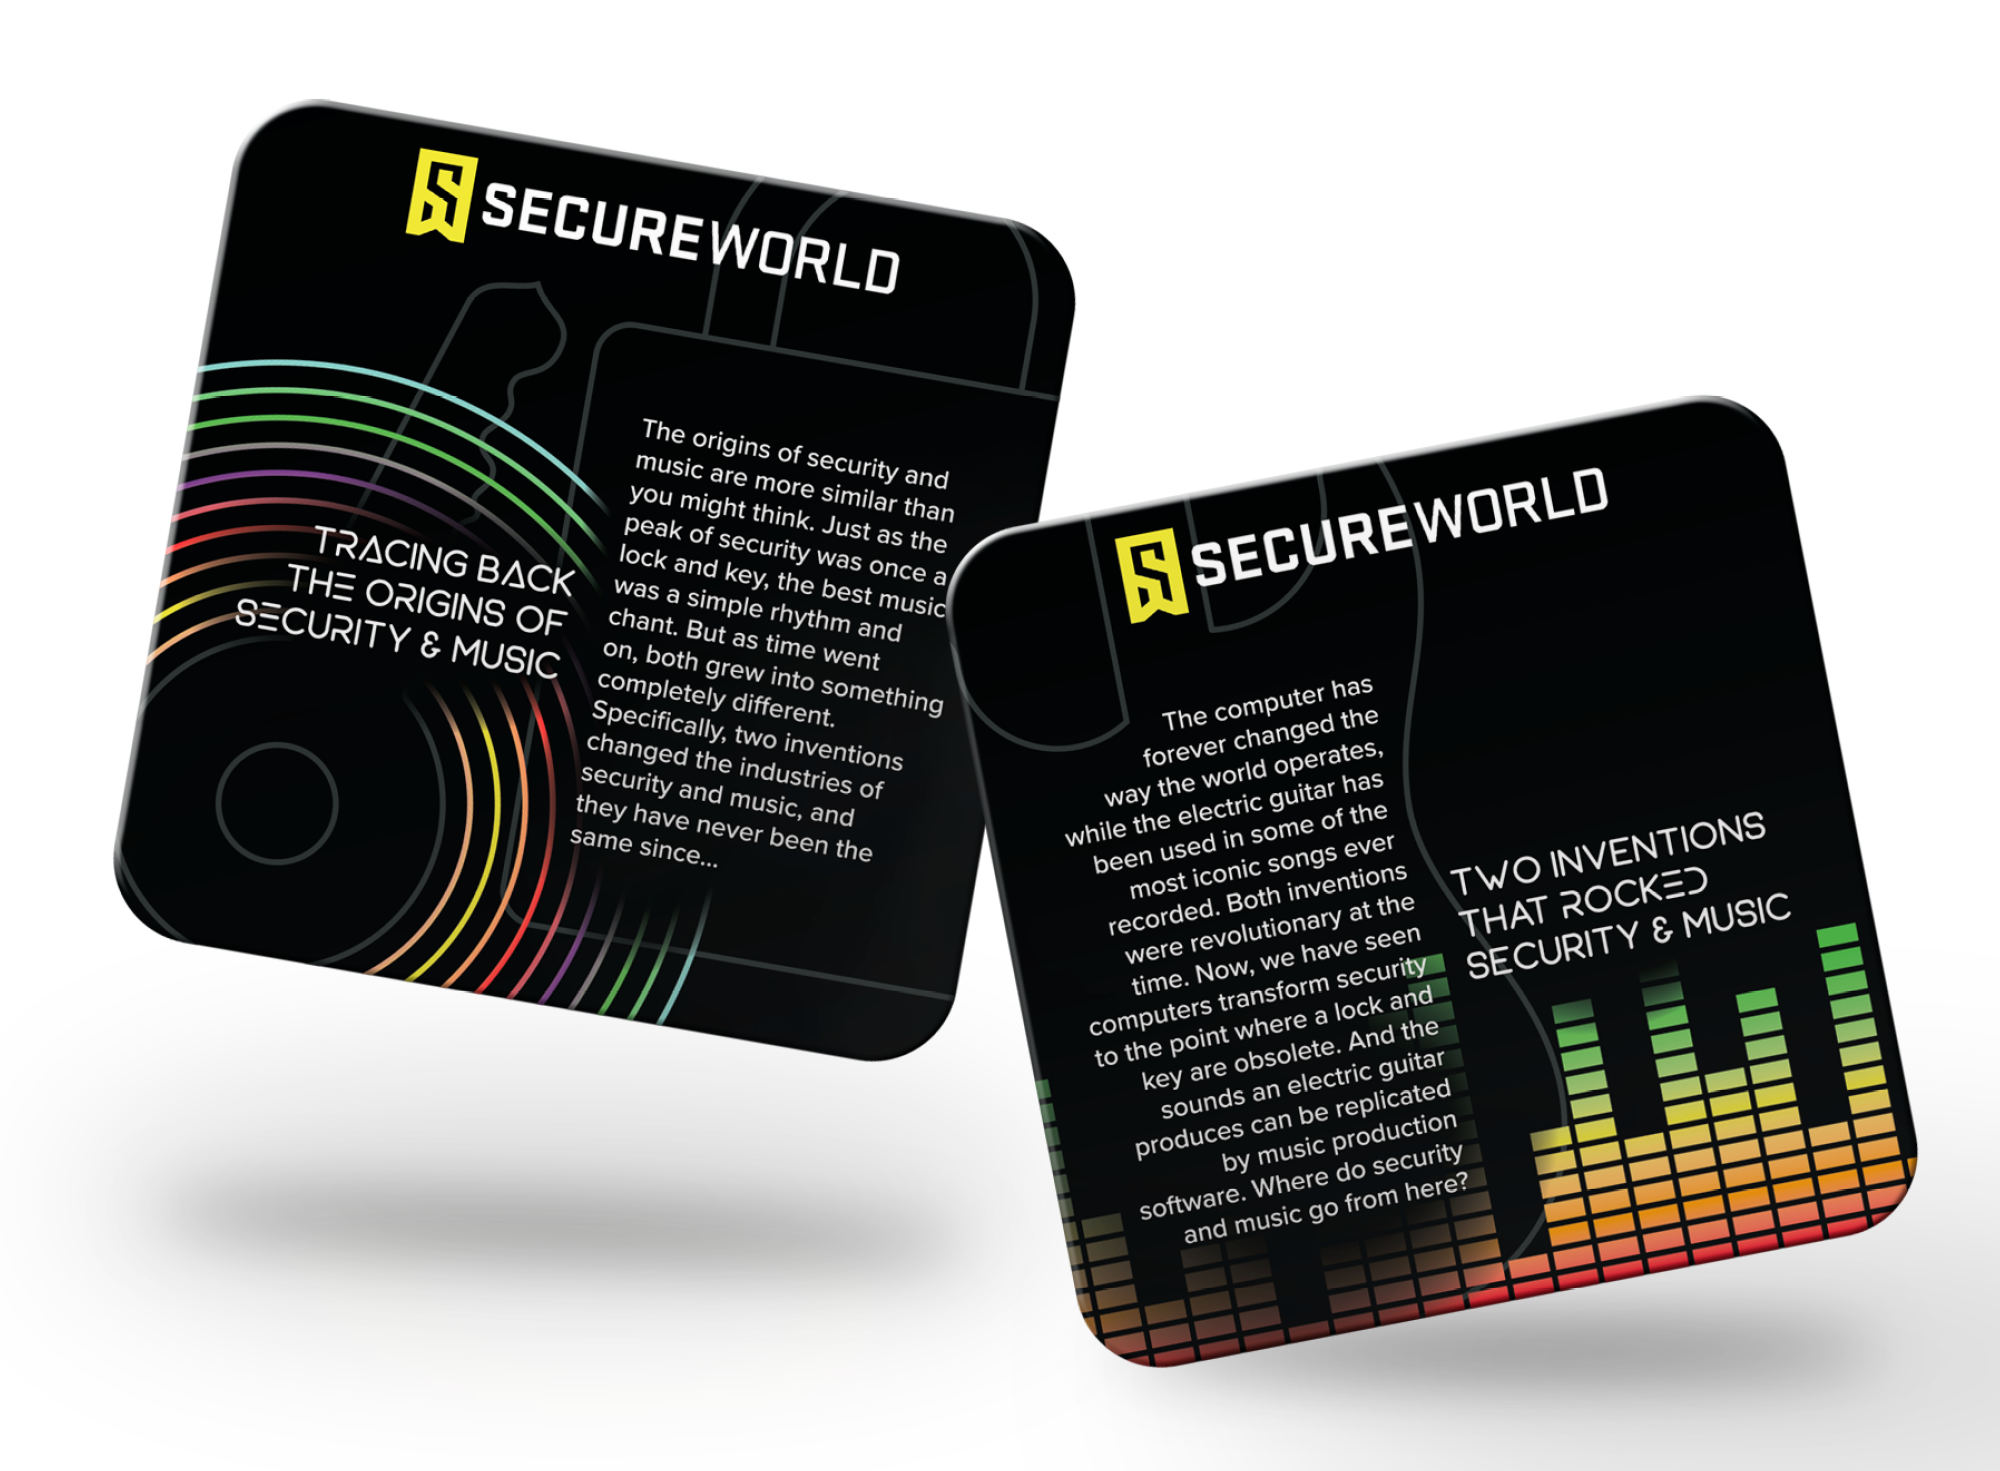 SECUREWORLD
TRACING BACK
THE ORIGINS OF
SECURITY & MUSIC
The origins of security and
music are more similar than
you might think. Just as the
peak of security was once a
lock and key, the best music
was a simple rhythm and
chant. But as time went
on, both grew into something
completely different.
Specifically, two inventions
changed the industries of
security and music, and
they have never been the
same since...
SECUREWORLD
The computer has
forever changed the
way the world operates,
while the electric guitar has
been used in some of the
most iconic songs ever
recorded. Both inventions
were revolutionary at the
time. Now, we have seen
computers transform security
to the point where a lock and
key are obsolete. And the
sounds an electric guitar
produces can be replicated
by music production
software. Where do security
and music go from here?
TWO INVENTIONS
THAT ROCKED
SECURITY & MUSIC